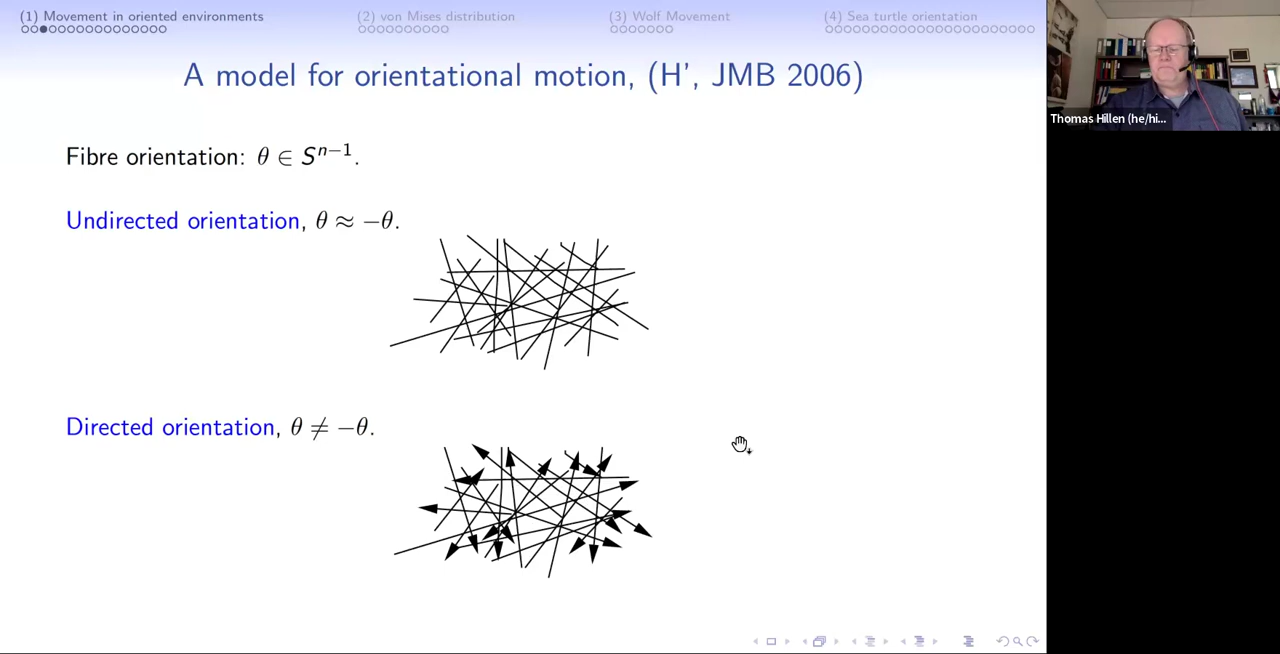 (1) Movement in oriented environments (2) von Mises distribution (3) Wolf Movement (4) Sea turtle orientation
A model for orientational motion, (H', JMB 2006)
Thomas Hillen (he/hi...
Fibre orientation: θ ∈ Sⁿ⁻¹.
Undirected orientation, θ ≈ −θ.
Directed orientation, θ ≠ −θ.